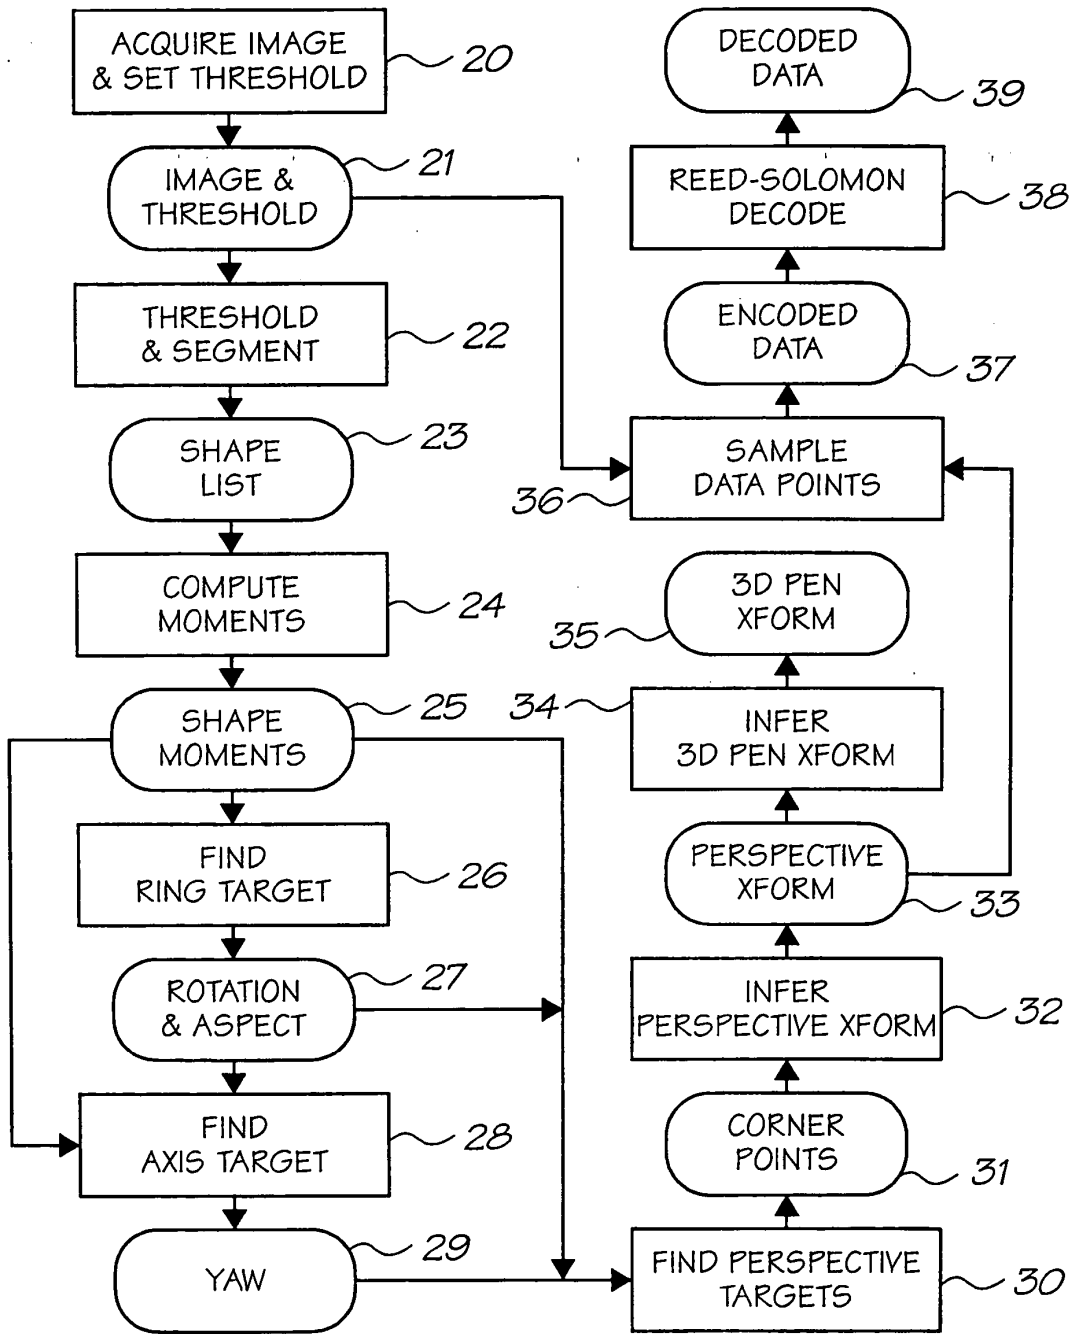 ACQUIRE IMAGE
& SET THRESHOLD
20
IMAGE &
THRESHOLD
21
THRESHOLD
& SEGMENT
22
SHAPE
LIST
23
COMPUTE
MOMENTS
24
SHAPE
MOMENTS
25
FIND
RING TARGET
26
ROTATION
& ASPECT
27
FIND
AXIS TARGET
28
YAW
29
DECODED
DATA
39
REED-SOLOMON
DECODE
38
ENCODED
DATA
37
SAMPLE
DATA POINTS
36
3D PEN
XFORM
35
INFER
3D PEN XFORM
34
PERSPECTIVE
XFORM
33
INFER
PERSPECTIVE XFORM
32
CORNER
POINTS
31
FIND PERSPECTIVE
TARGETS
30